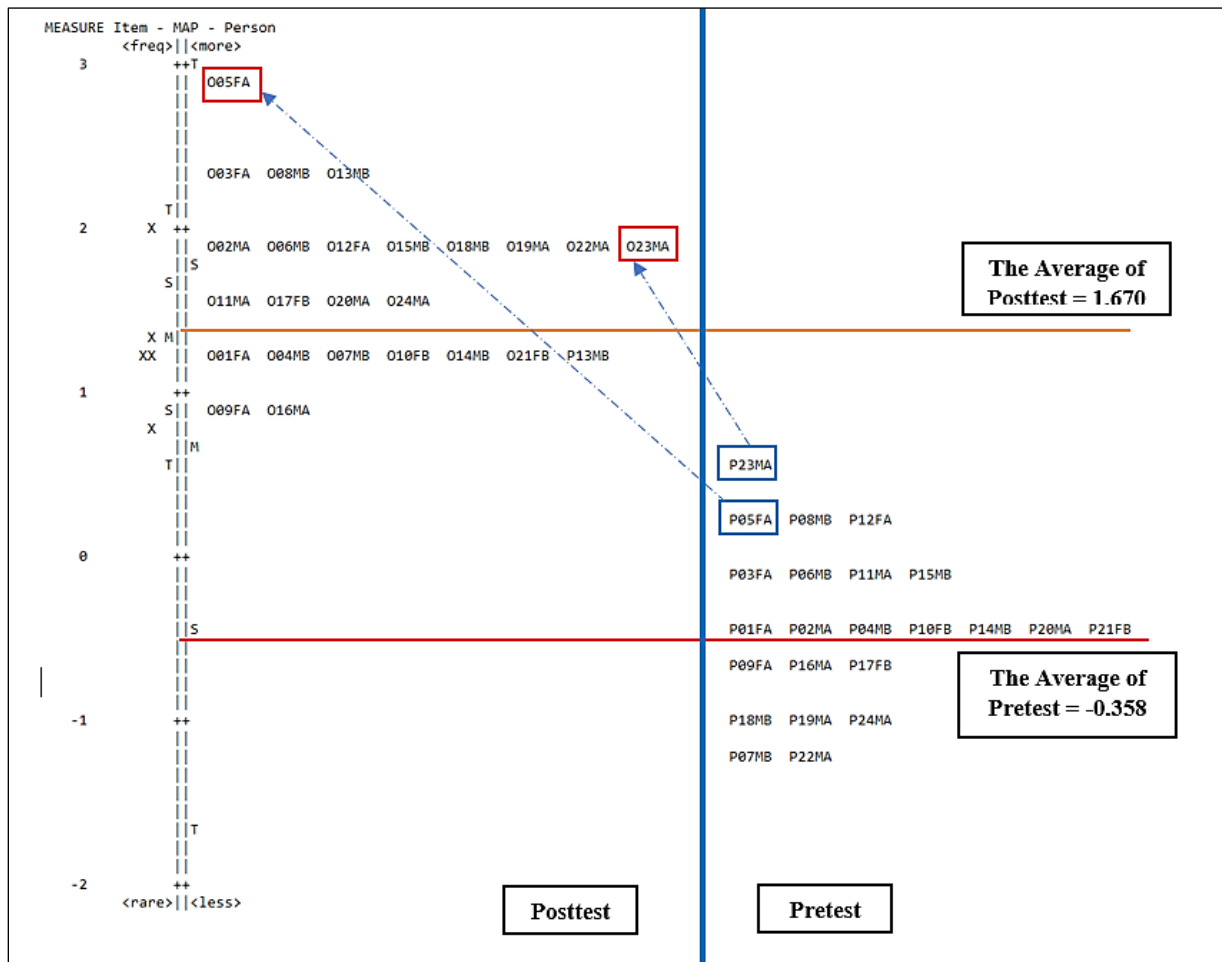 MEASURE Item - MAP - Person
<freq>||<more>
3 ++T
|| O05FA
|| O03FA O08MB O13MB
T||
2 X ++
|| O02MA O06MB O12FA O15MB O18MB O19MA O22MA O23MA
||S
S||
|| O11MA O17FB O20MA O24MA
X M||
XX || O01FA O04MB O07MB O10FB O14MB O21FB P13MB
1 ++
S|| O09FA O16MA
X ||
||M
T|| P23MA
|| P05FA P08MB P12FA
0 ++
|| P03FA P06MB P11MA P15MB
||S P01FA P02MA P04MB P10FB P14MB P20MA P21FB
|| P09FA P16MA P17FB
-1 ++ P18MB P19MA P24MA
|| P07MB P22MA
||T
-2 ++
<rare>||<less>
The Average of
Posttest = 1.670
The Average of
Pretest = -0.358
Posttest
Pretest